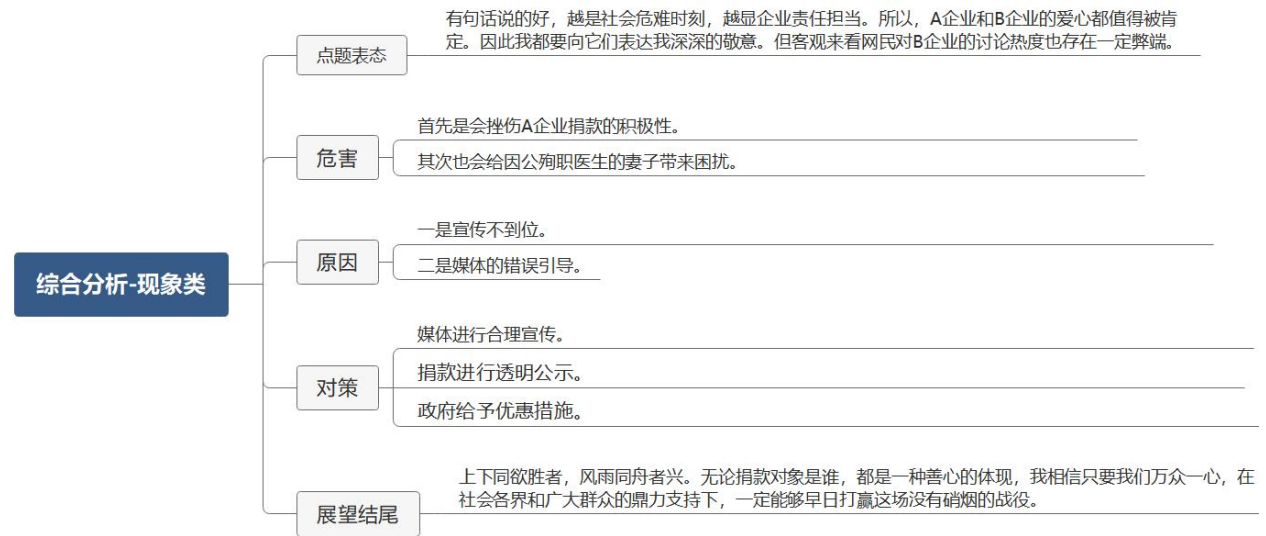 综合分析-现象类
点题表态
有句话说的好，越是社会危难时刻，越显企业责任担当。所以，A企业和B企业的爱心都值得被肯
定。因此我都要向它们表达我深深的敬意。但客观来看网民对B企业的讨论热度也存在一定弊端。
危害
首先是会挫伤A企业捐款的积极性。
其次也会给因公殉职医生的妻子带来困扰。
原因
一是宣传不到位。
二是媒体的错误引导。
对策
媒体进行合理宣传。
捐款进行透明公示。
政府给予优惠措施。
展望结尾
上下同欲胜者，风雨同舟者兴。无论捐款对象是谁，都是一种善心的体现，我相信只要我们万众一心，在
社会各界和广大群众的鼎力支持下，一定能够早日打赢这场没有硝烟的战役。